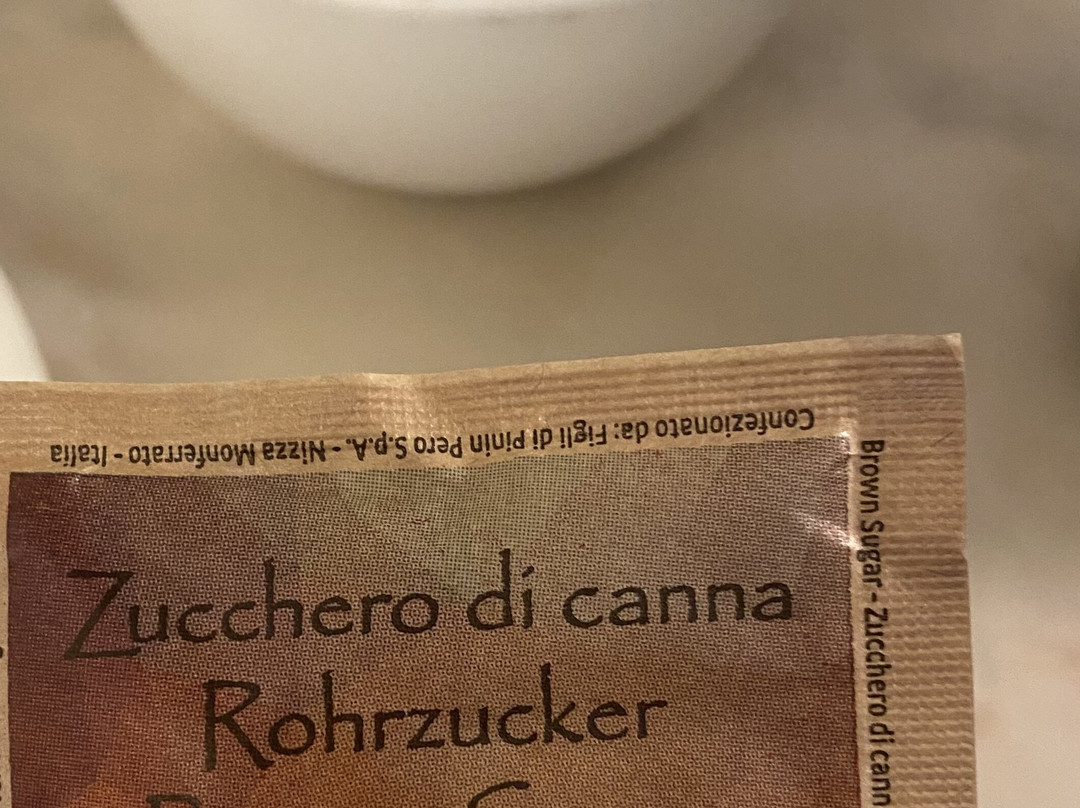 Confezionato da: Figli di Pinin Pero S.p.A. - Nizza Monferrato - Italia
Zucchero di canna
Rohrzucker
Brown Sugar - Zucchero di cann